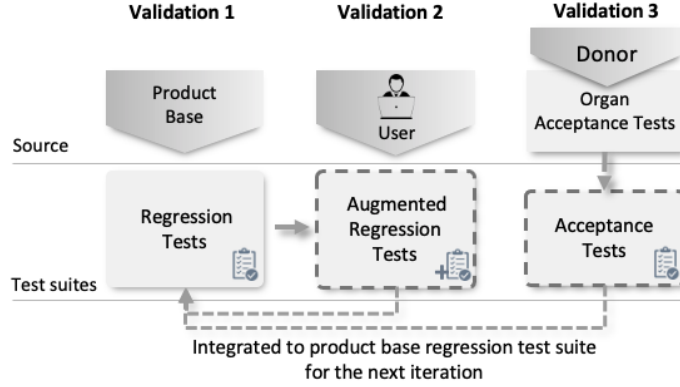 Validation 1
Validation 2
Validation 3
Product
Base
User
Donor
Organ
Acceptance Tests
Source
Regression
Tests
Augmented
Regression
Tests
Acceptance
Tests
Test suites
Integrated to product base regression test suite
for the next iteration